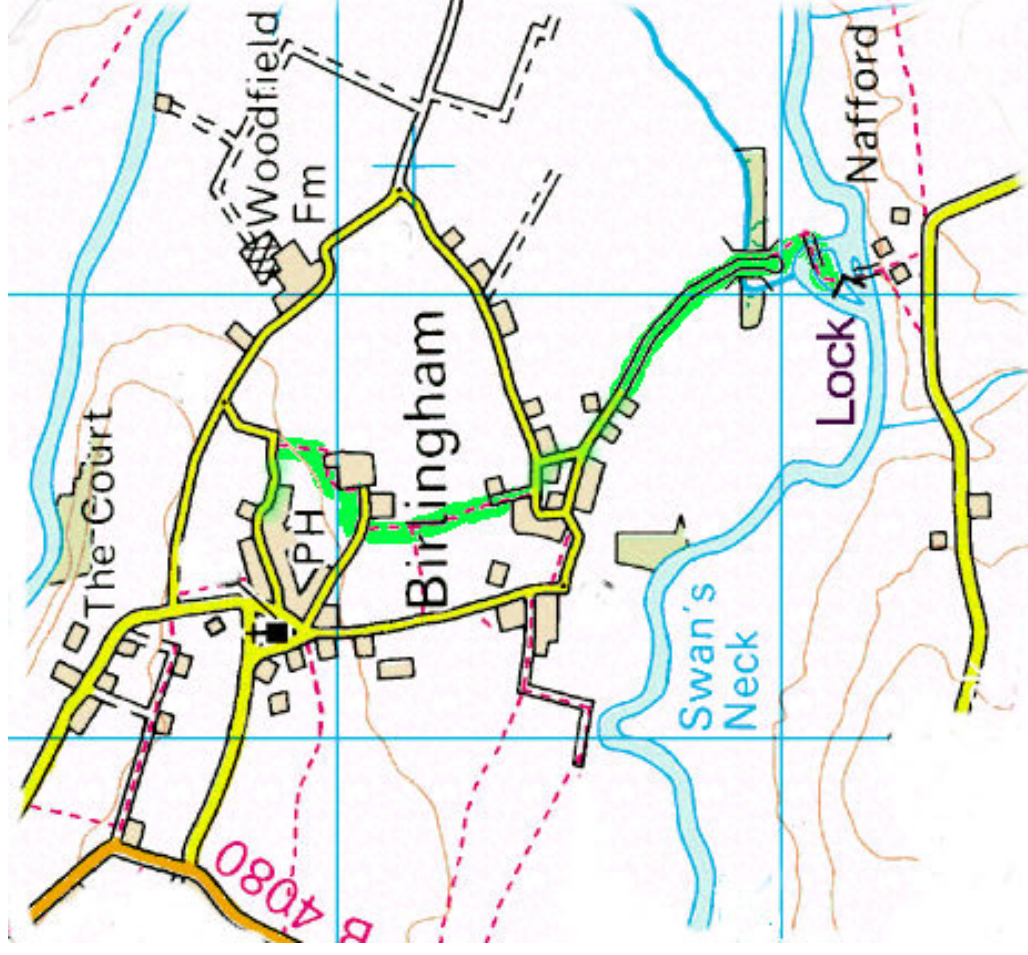 Woodfield
Fm
Nafford
The Court
Birlingham
PH
Lock
Swan's
Neck
B 4080